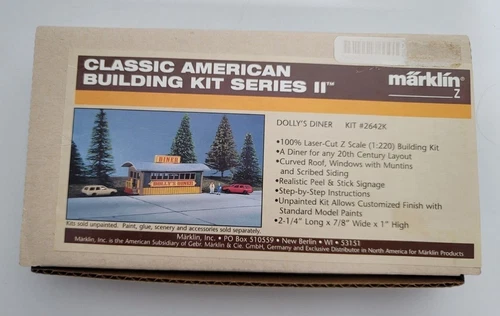 CLASSIC AMERICAN
BUILDING KIT SERIES II™
märklin
Z
DINER
DOLLY'S DINER
DOLLY'S DINER KIT #2642K
•100% Laser-Cut Z Scale (1:220) Building Kit
•A Diner for any 20th Century Layout
•Curved Roof, Windows with Muntins
and Scribed Siding
•Realistic Peel & Stick Signage
•Step-by-Step Instructions
•Unpainted Kit Allows Customized Finish with
Standard Model Paints
•2-1/4" Long x 7/8" Wide x 1" High
Kits sold unpainted. Paint, glue, scenery and accessories sold separately.
Märklin, Inc. • PO Box 510559 • New Berlin • WI • 53151
Märklin, Inc. is the American Subsidiary of Gebr. Märklin & Cie. GmbH, Germany and Exclusive Distributor in North America for Märklin Products